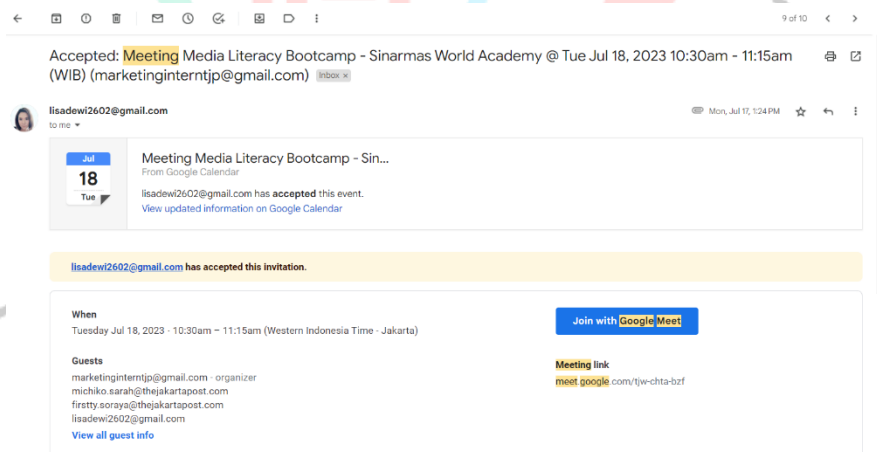 9 of 10
Accepted: Meeting Media Literacy Bootcamp - Sinarmas World Academy @ Tue Jul 18, 2023 10:30am - 11:15am
(WIB) (marketinginterntjp@gmail.com) Inbox x
lisadewi2602@gmail.com
Mon, Jul 17, 1:24 PM
to me
Jul
18
Tue
Meeting Media Literacy Bootcamp - Sin...
From Google Calendar
lisadewi2602@gmail.com has accepted this event.
View updated information on Google Calendar
lisadewi2602@gmail.com has accepted this invitation.
When
Tuesday Jul 18, 2023 · 10:30am – 11:15am (Western Indonesia Time - Jakarta)
Join with Google Meet
Guests
marketinginterntjp@gmail.com - organizer
michiko.sarah@thejakartapost.com
firstty.soraya@thejakartapost.com
lisadewi2602@gmail.com
View all guest info
Meeting link
meet.google.com/tjw-chta-bzf